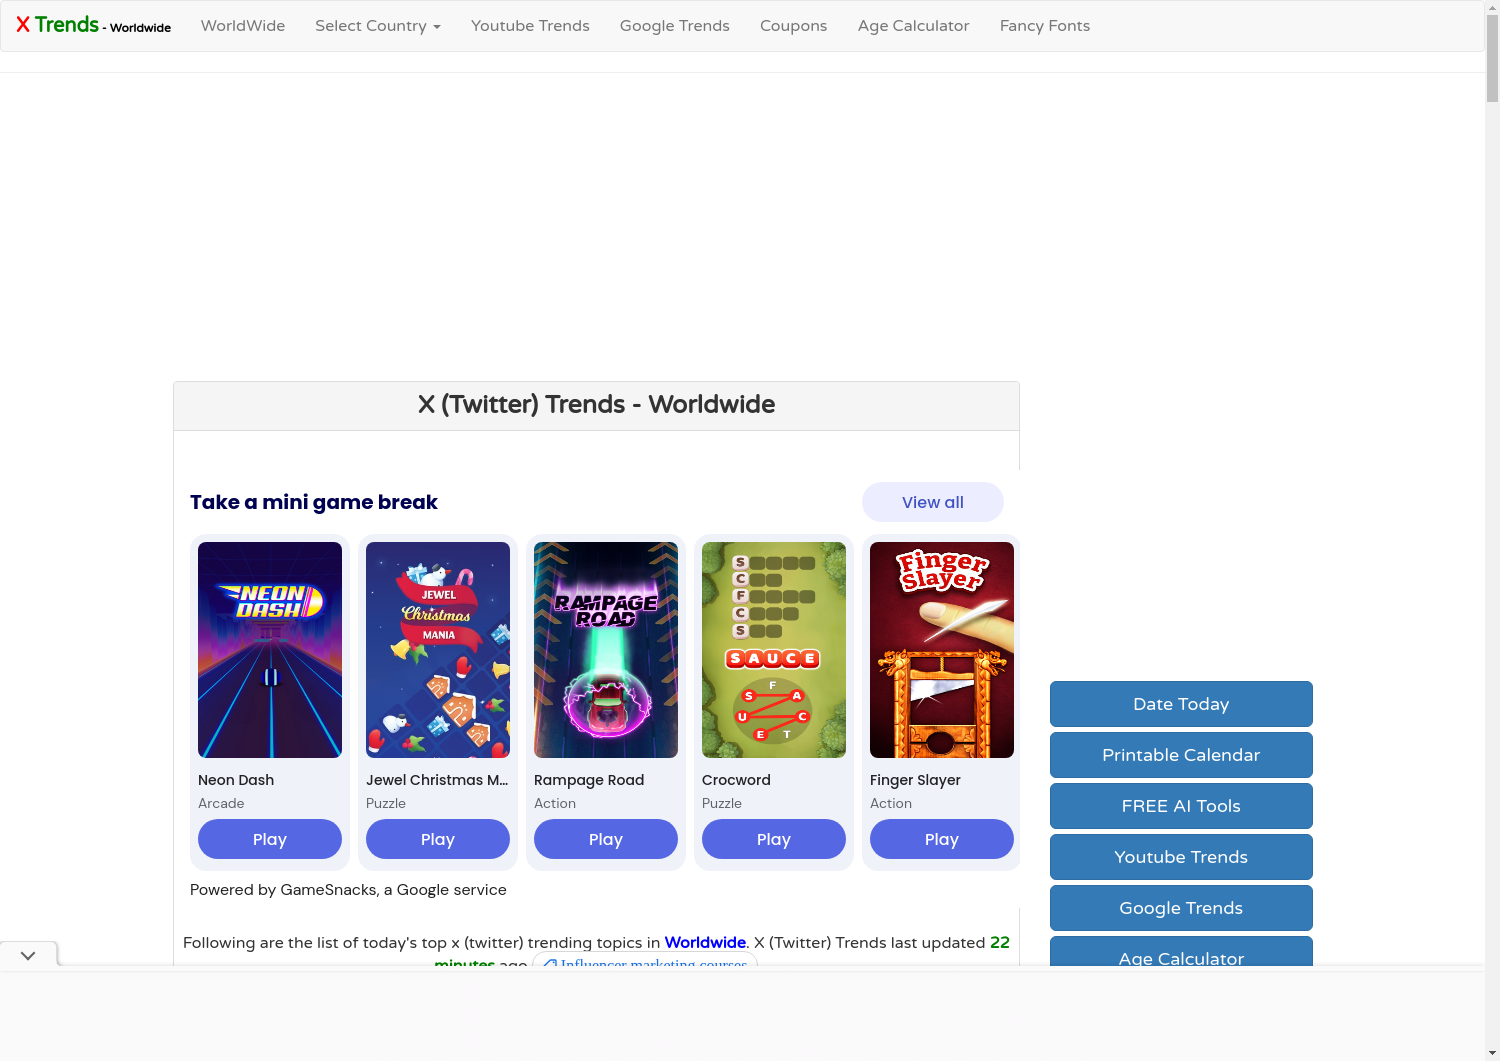 X Trends - Worldwide
WorldWide
Select Country
Youtube Trends
Google Trends
Coupons
Age Calculator
Fancy Fonts
X (Twitter) Trends - Worldwide
Take a mini game break
View all
NEON
DASH
JEWEL
Christmas
MANIA
RAMPAGE
ROAD
S
C
F
C
S
SAUCE
F
S A
U C
E T
Finger
Slayer
Neon Dash
Arcade
Play
Jewel Christmas M...
Puzzle
Play
Rampage Road
Action
Play
Crocword
Puzzle
Play
Finger Slayer
Action
Play
Powered by GameSnacks, a Google service
Following are the list of today's top x (twitter) trending topics in Worldwide. X (Twitter) Trends last updated 22
minutes ago Influencer marketing courses
Date Today
Printable Calendar
FREE AI Tools
Youtube Trends
Google Trends
Age Calculator